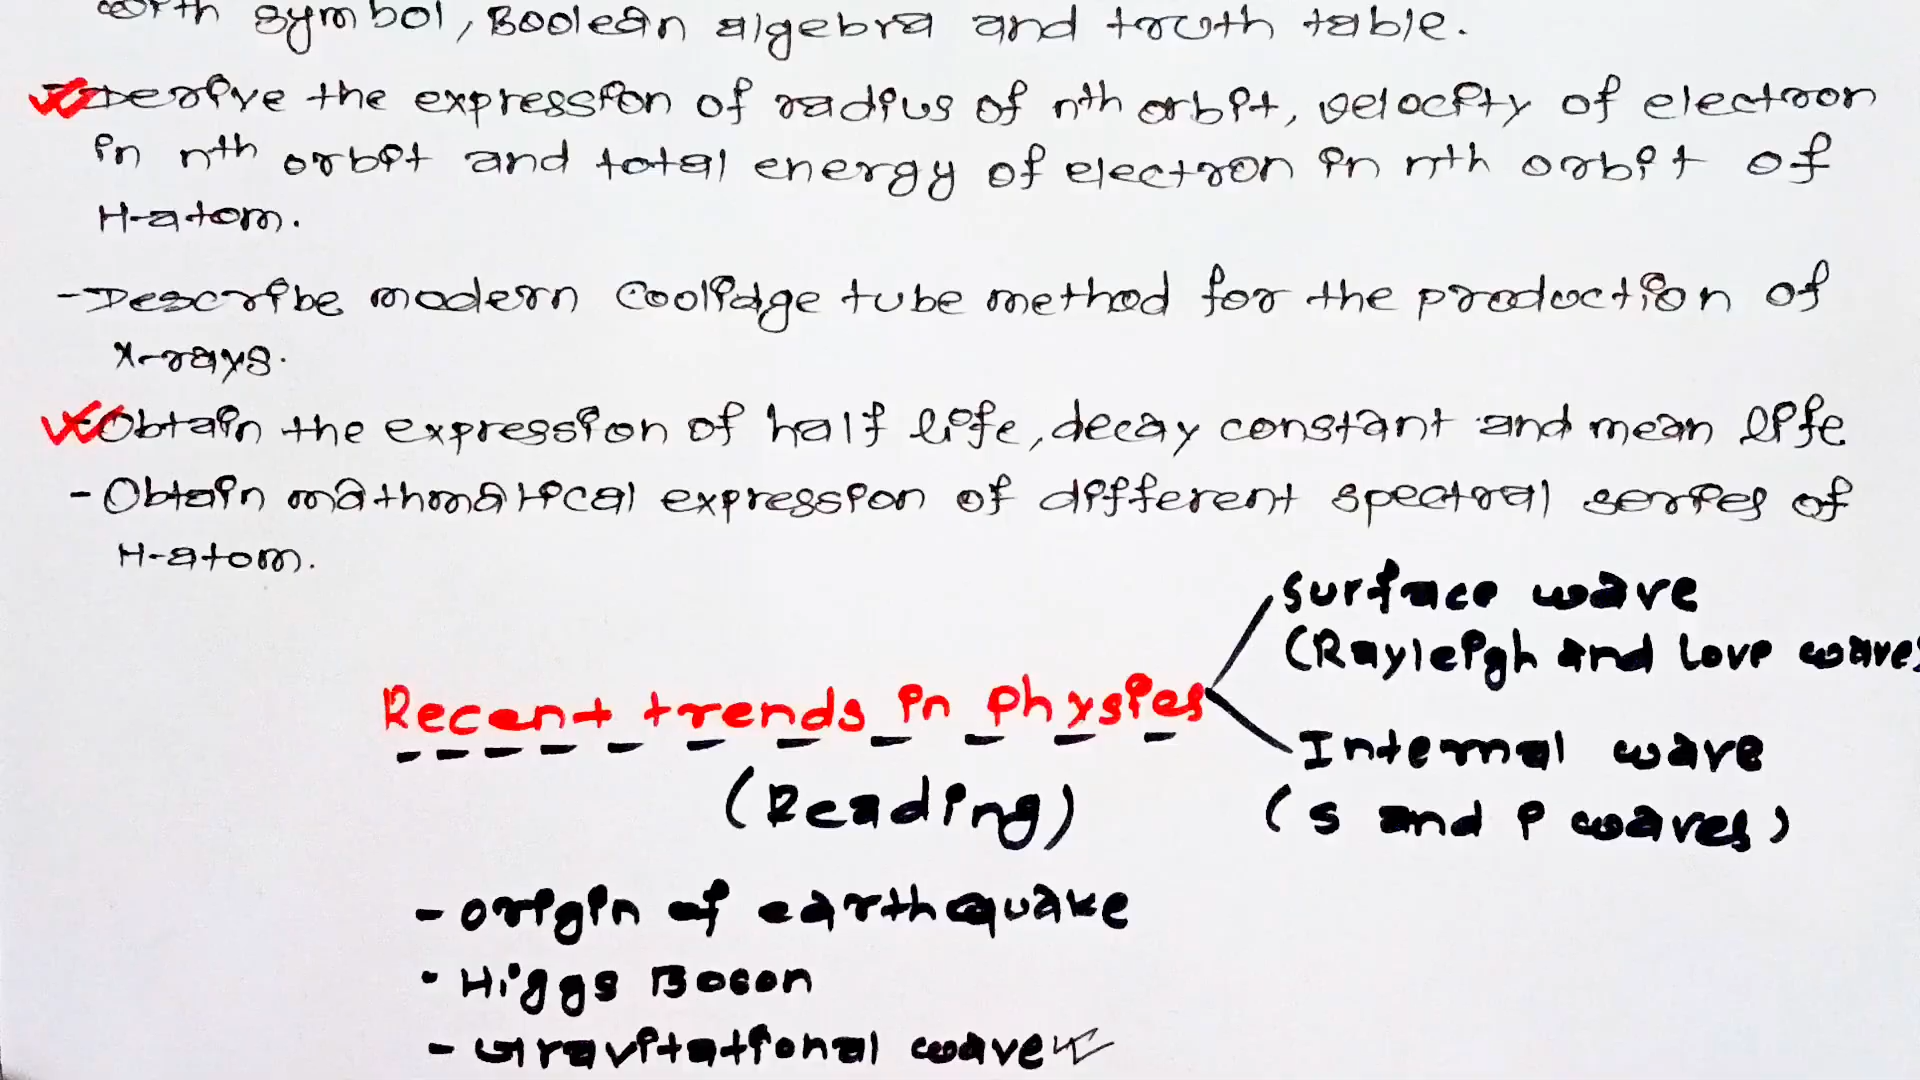 with symbol, Boolean algebra and truth table.
- Derive the expression of radius of nth orbit, velocity of electron
in nth orbit and total energy of electron in nth orbit of
H-atom.
- Describe modern Coolidge tube method for the production of
X-rays.
- Obtain the expression of half life, decay constant and mean life
- Obtain mathmatical expression of different spectral series of
H-atom.
Surface wave
(Rayleigh and Love waves
Recent trends in physics
Internal wave
(Reading)
(S and P waves)
- Origin of earthquake
- Higgs Boson
- Gravitational wave